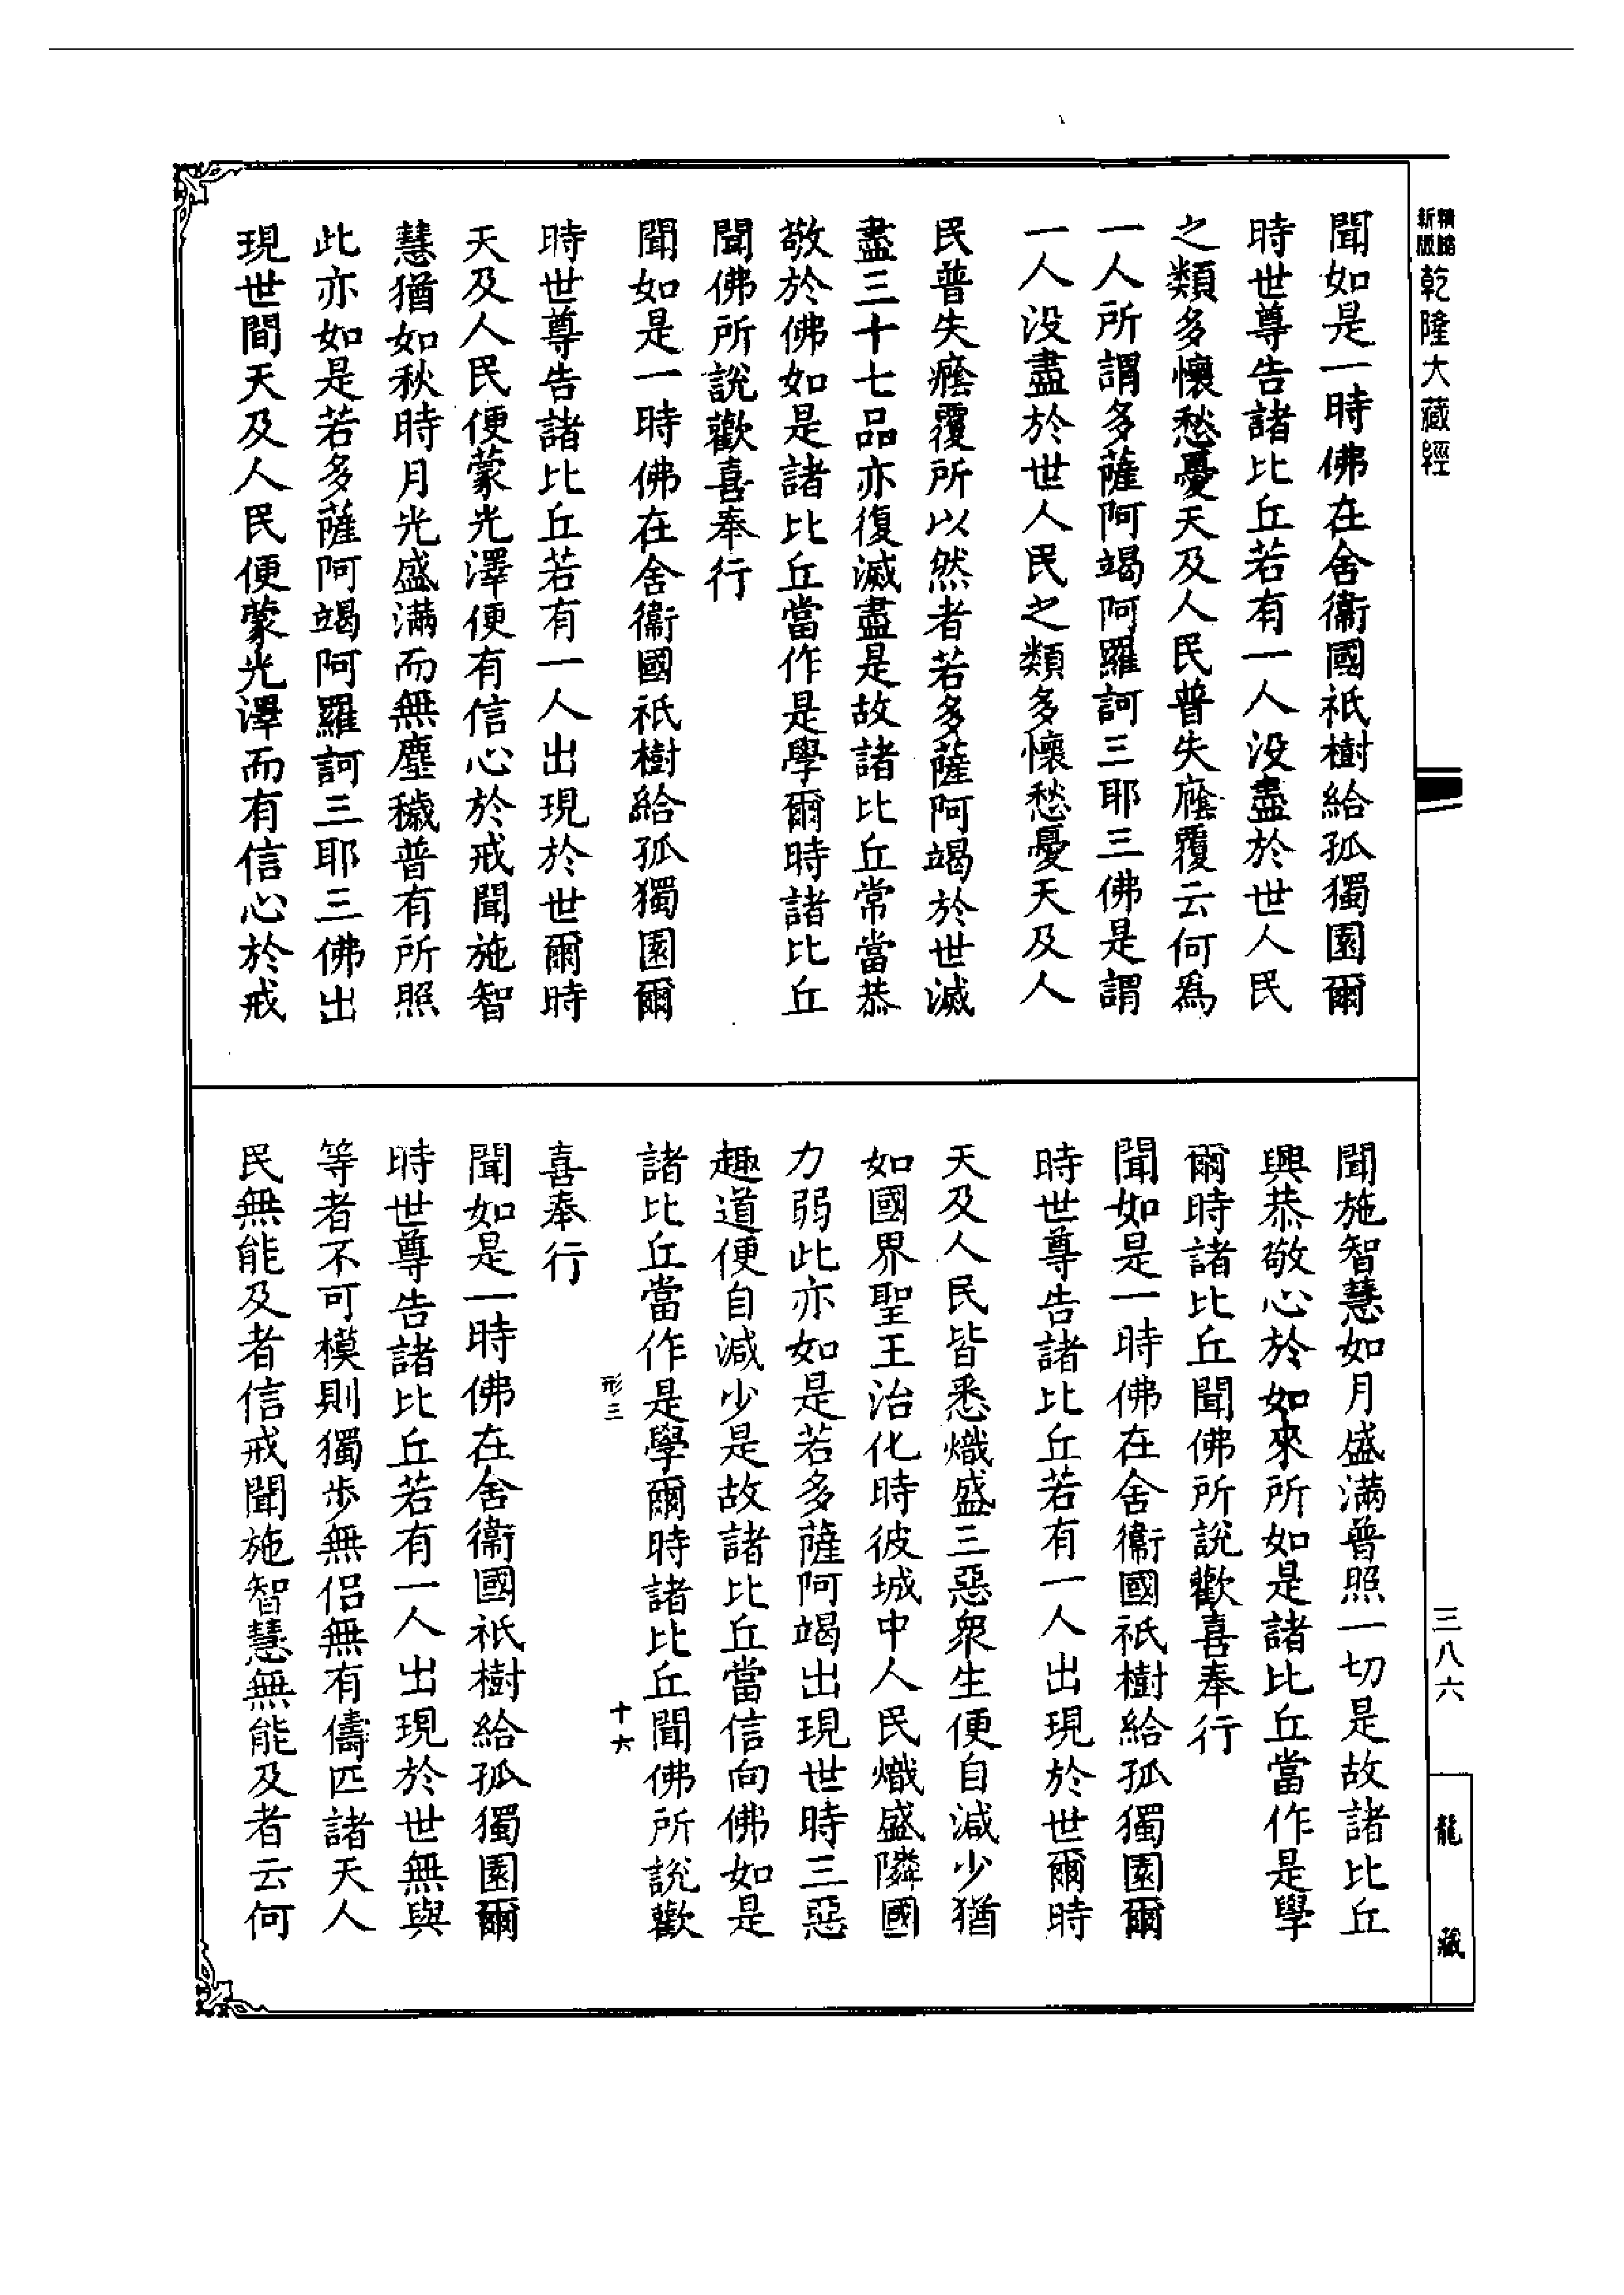 乾隆大藏經
聞如是一時佛在舍衞國祇樹給孤獨園爾
時世尊告諸比丘若有一人没盡於世人民
之類多懷愁憂天及人民普失廕覆云何爲
一人所謂多薩阿竭阿羅訶三耶三佛是謂
一人没盡於世人民之類多懷愁憂天及人
民普失廕覆所以然者若多薩阿竭於世滅
盡三十七品亦復滅盡是故諸比丘常當恭
敬於佛如是諸比丘當作是學爾時諸比丘
聞佛所說歡喜奉行
聞如是一時佛在舍衞國祇樹給孤獨園爾
時世尊告諸比丘若有一人出現於世爾時
天及人民便蒙光澤便有信心於戒聞施智
慧猶如秋時月光盛满而無塵穢普有所照
此亦如是若多薩阿竭阿羅訶三耶三佛出
現世間天及人民便蒙光澤而有信心於戒
聞施智慧如月盛满普照一切是故諸比丘
興恭敬心於如來所如是諸比丘當作是學
爾時諸比丘聞佛所說歡喜奉行
聞如是一時佛在舍衞國祇樹給孤獨園爾
時世尊告諸比丘若有一人出現於世爾時
天及人民皆悉熾盛三惡衆生便自減少猶
如國界聖王治化時彼城中人民熾盛隣國
力弱此亦如是若多薩阿竭出現世時三惡
趣道便自減少是故諸比丘當信向佛如是
諸比丘當作是學爾時諸比丘聞佛所說歡
形三 十六
喜奉行
聞如是一時佛在舍衞國祇樹給孤獨園爾
時世尊告諸比丘若有一人出現於世無與
等者不可模則獨步無侣無有儔匹諸天人
民無能及者信戒聞施智慧無能及者云何
三八六
龍藏